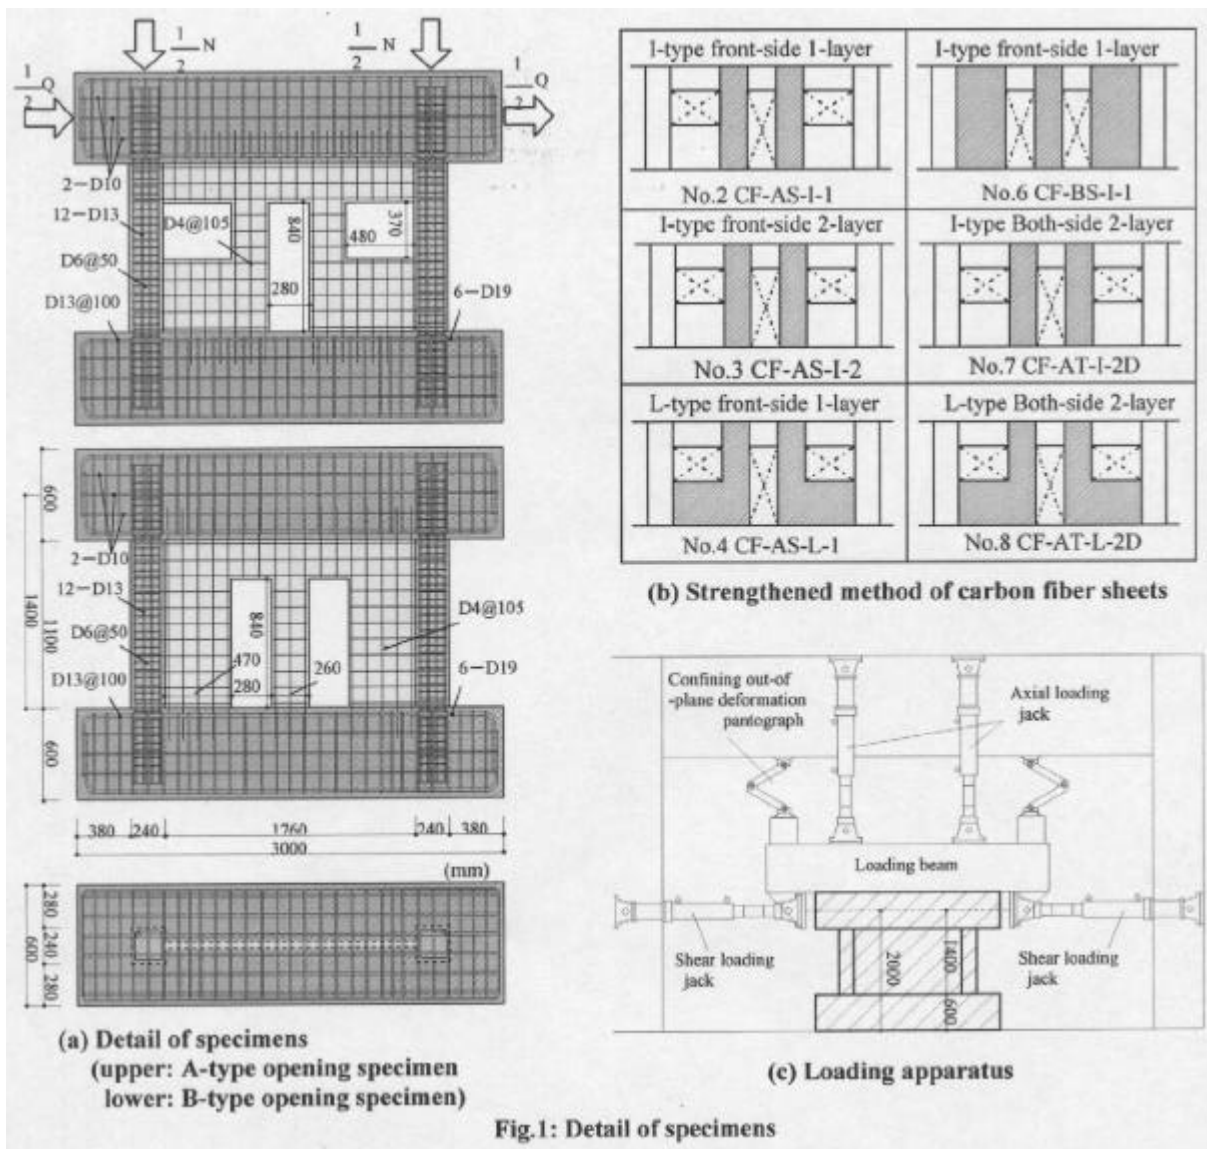 1/2 N
1/2 N
1/2 Q
1/2 Q
2-D10
12-D13
D6@50
D13@100
D4@105
840
280
480
370
6-D19
600
1400
1100
600
2-D10
12-D13
D6@50
D13@100
840
470
280
260
D4@105
6-D19
380 240 1760 240 380
3000
(mm)
280
240
280
600
(a) Detail of specimens
(upper: A-type opening specimen
lower: B-type opening specimen)
I-type front-side 1-layer
No.2 CF-AS-I-1
I-type front-side 1-layer
No.6 CF-BS-I-1
I-type front-side 2-layer
No.3 CF-AS-I-2
I-type Both-side 2-layer
No.7 CF-AT-I-2D
L-type front-side 1-layer
No.4 CF-AS-L-1
L-type Both-side 2-layer
No.8 CF-AT-L-2D
(b) Strengthened method of carbon fiber sheets
Confining out-of
-plane deformation
pantograph
Axial loading
jack
Loading beam
Shear loading
jack
2000
1400
600
Shear loading
jack
(c) Loading apparatus
Fig.1: Detail of specimens